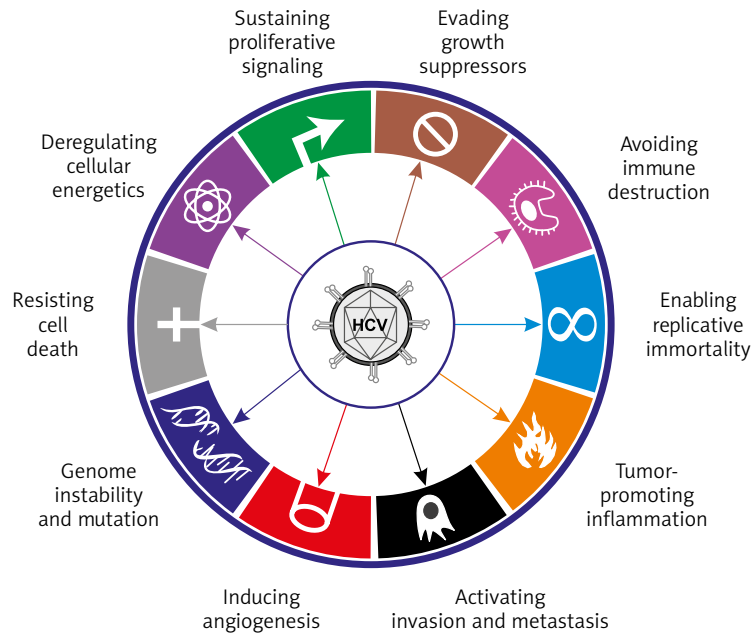 Sustaining
proliferative
signaling
Evading
growth
suppressors
Deregulating
cellular
energetics
Avoiding
immune
destruction
Resisting
cell
death
HCV
Enabling
replicative
immortality
Genome
instability
and mutation
Tumor-
promoting
inflammation
Inducing
angiogenesis
Activating
invasion and metastasis